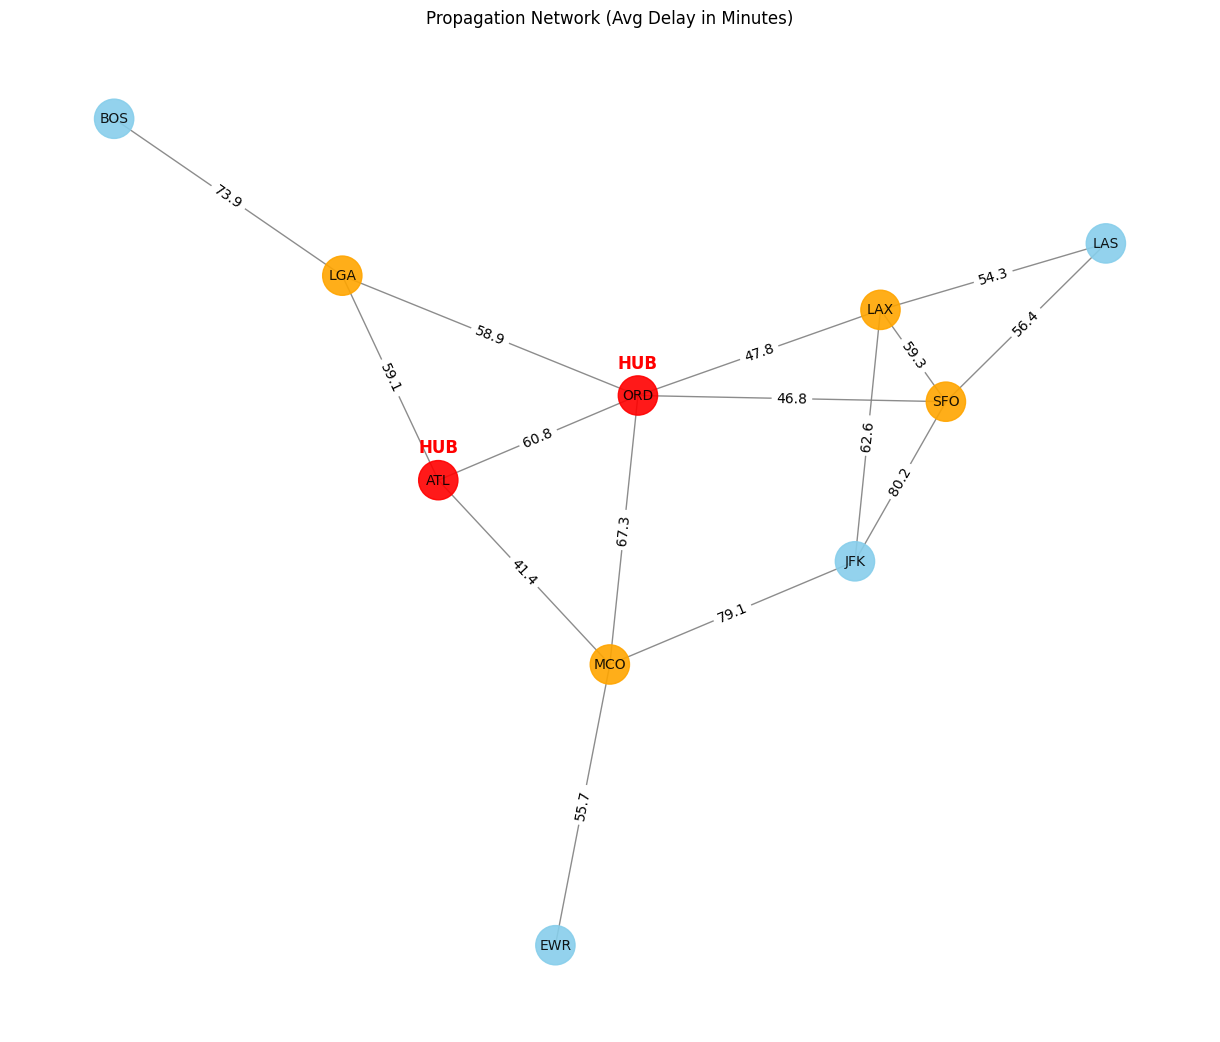 Propagation Network (Avg Delay in Minutes)
BOS
73.9
LAS
LGA
54.3
LAX
56.4
58.9
47.8
59.3
HUB
59.1
ORD
46.8
SFO
60.8
62.6
HUB
ATL
80.2
67.3
JFK
41.4
79.1
MCO
55.7
EWR